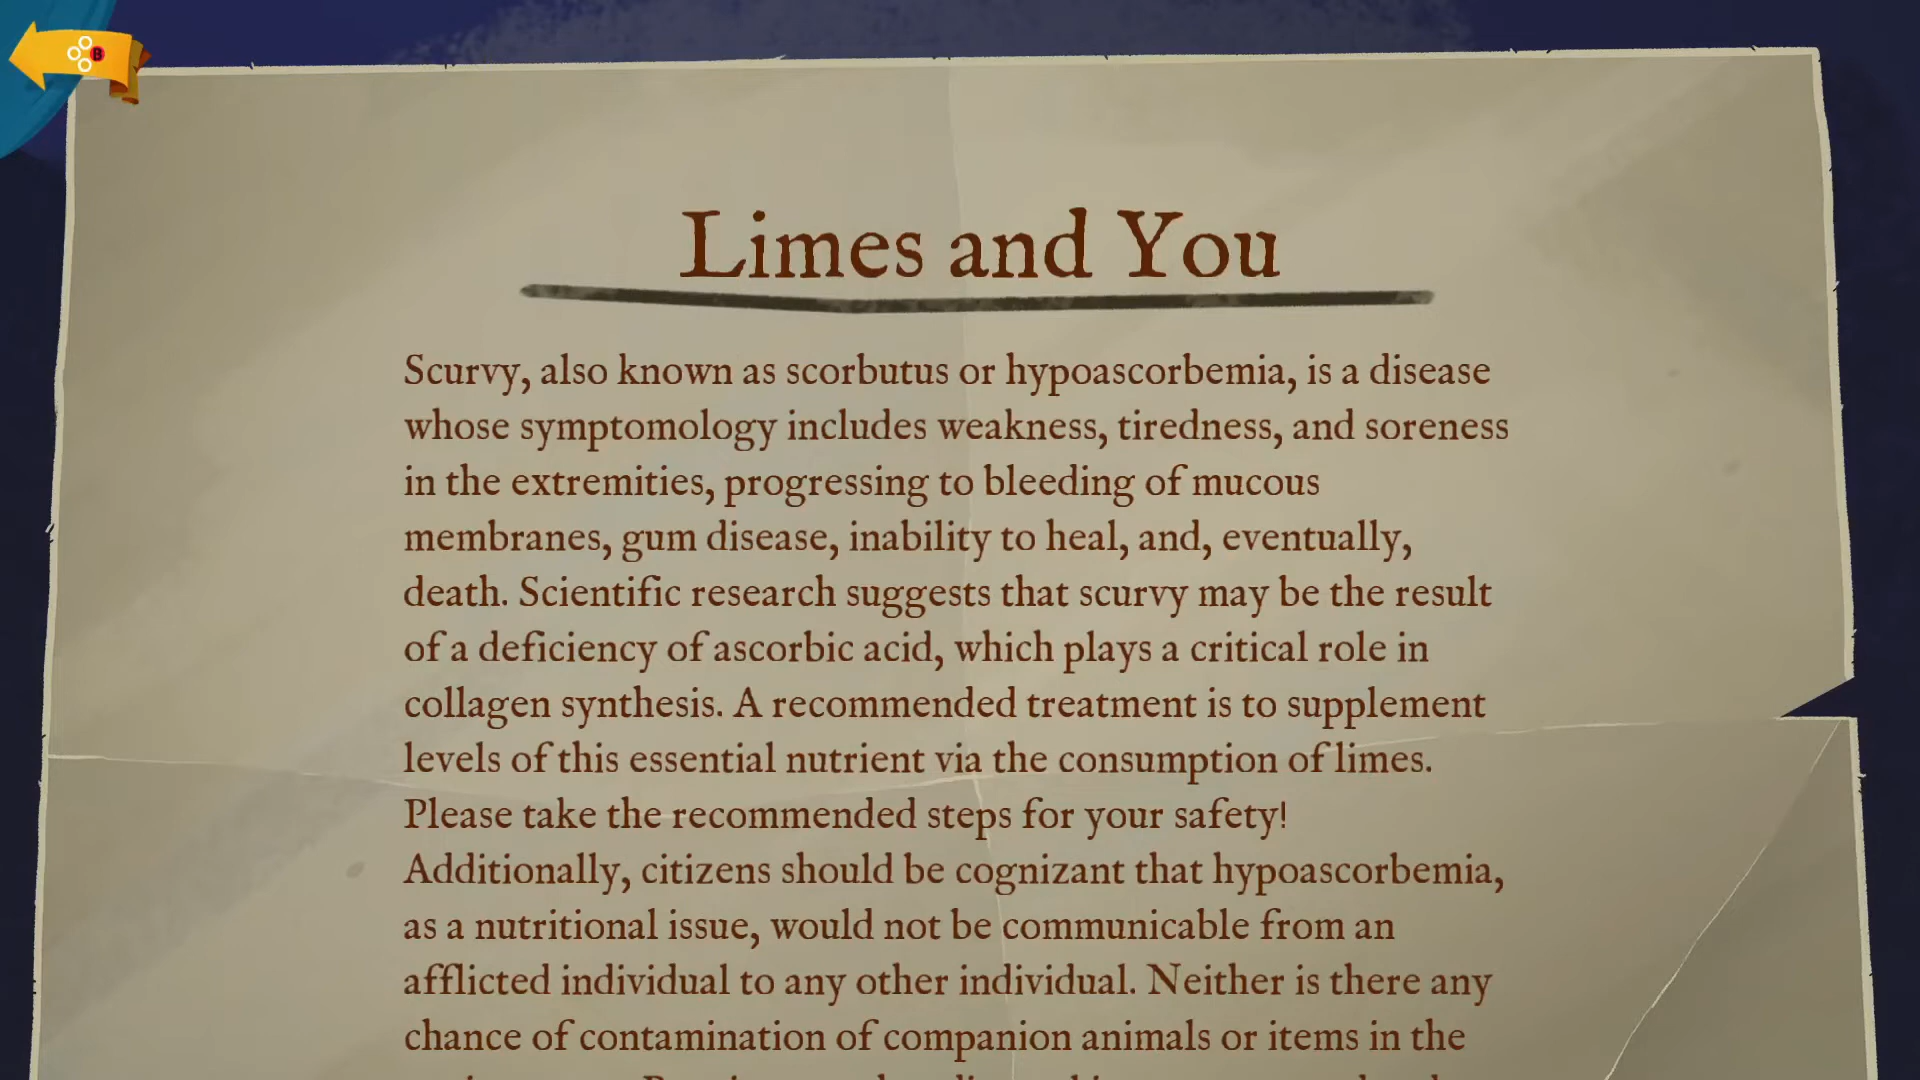 B
Limes and You
Scurvy, also known as scorbutus or hypoascorbemia, is a disease
whose symptomology includes weakness, tiredness, and soreness
in the extremities, progressing to bleeding of mucous
membranes, gum disease, inability to heal, and, eventually,
death. Scientific research suggests that scurvy may be the result
of a deficiency of ascorbic acid, which plays a critical role in
collagen synthesis. A recommended treatment is to supplement
levels of this essential nutrient via the consumption of limes.
Please take the recommended steps for your safety!
Additionally, citizens should be cognizant that hypoascorbemia,
as a nutritional issue, would not be communicable from an
afflicted individual to any other individual. Neither is there any
chance of contamination of companion animals or items in the